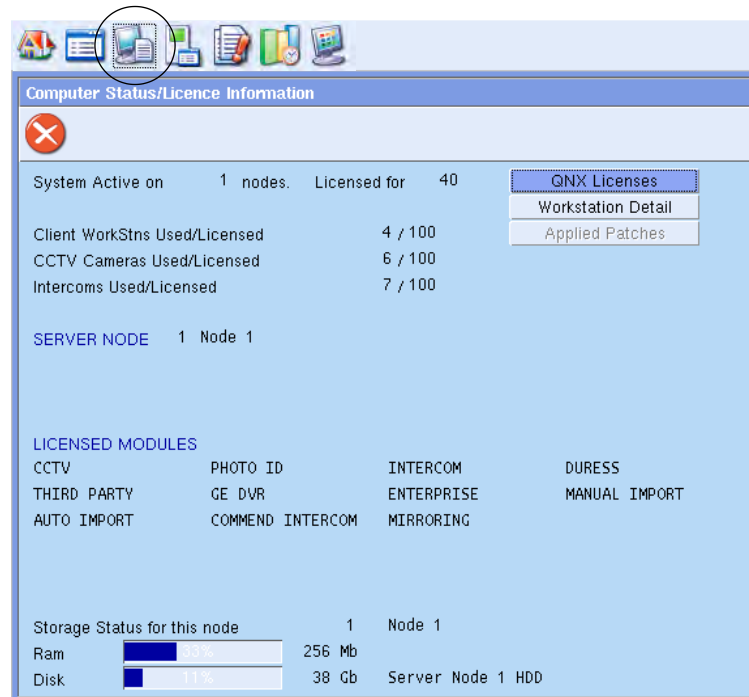 Computer Status/Licence Information
System Active on 1 nodes. Licensed for 40 QNX Licenses
Workstation Detail
Client WorkStns Used/Licensed 4 / 100 Applied Patches
CCTV Cameras Used/Licensed 6 / 100
Intercoms Used/Licensed 7 / 100
SERVER NODE 1 Node 1
LICENSED MODULES
CCTV PHOTO ID INTERCOM DURESS
THIRD PARTY GE DVR ENTERPRISE MANUAL IMPORT
AUTO IMPORT COMMEND INTERCOM MIRRORING
Storage Status for this node 1 Node 1
Ram 33% 256 Mb
Disk 11% 38 Gb Server Node 1 HDD